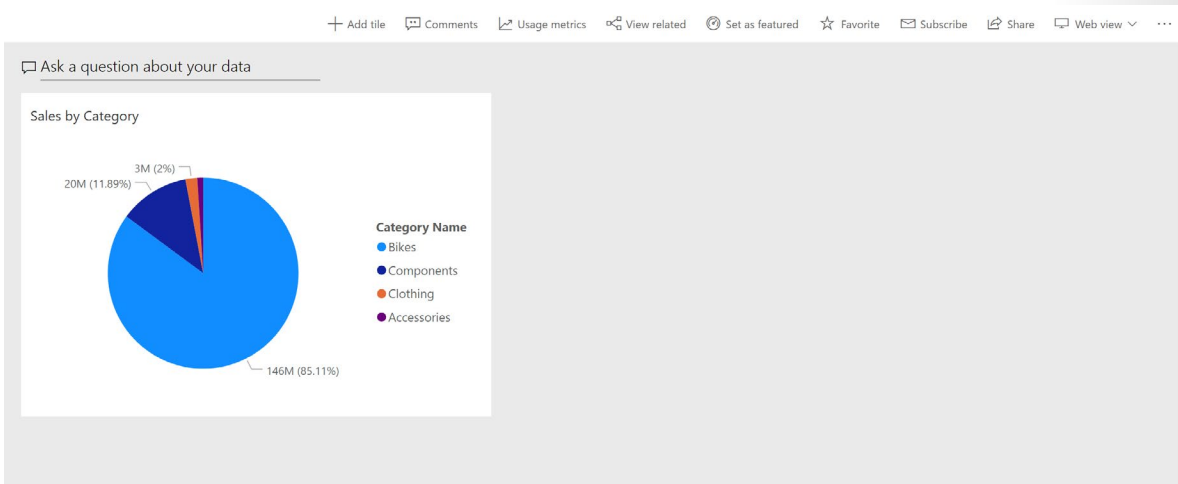 Add tile Comments Usage metrics View related Set as featured Favorite Subscribe Share Web view ...
Ask a question about your data
Sales by Category
3M (2%)
20M (11.89%)
146M (85.11%)
Category Name
Bikes
Components
Clothing
Accessories